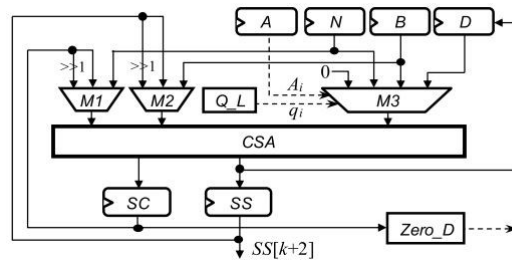 A
N
B
D
>>1
>>1
0
M1
M2
Q_L
A_i
q_i
M3
CSA
SC
SS
Zero_D
SS[k+2]